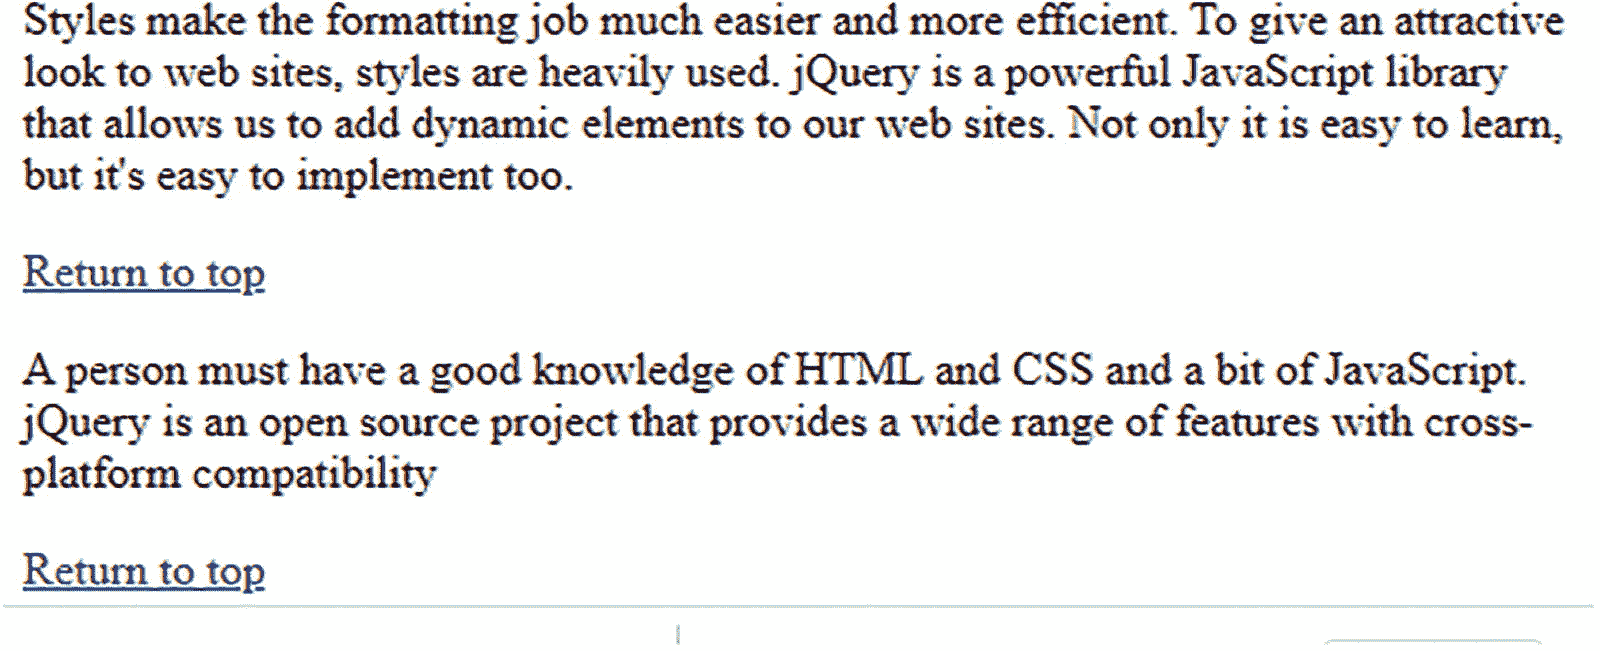 Styles make the formatting job much easier and more efficient. To give an attractive
look to web sites, styles are heavily used. jQuery is a powerful JavaScript library
that allows us to add dynamic elements to our web sites. Not only it is easy to learn,
but it's easy to implement too.
Return to top
A person must have a good knowledge of HTML and CSS and a bit of JavaScript.
jQuery is an open source project that provides a wide range of features with cross-
platform compatibility
Return to top